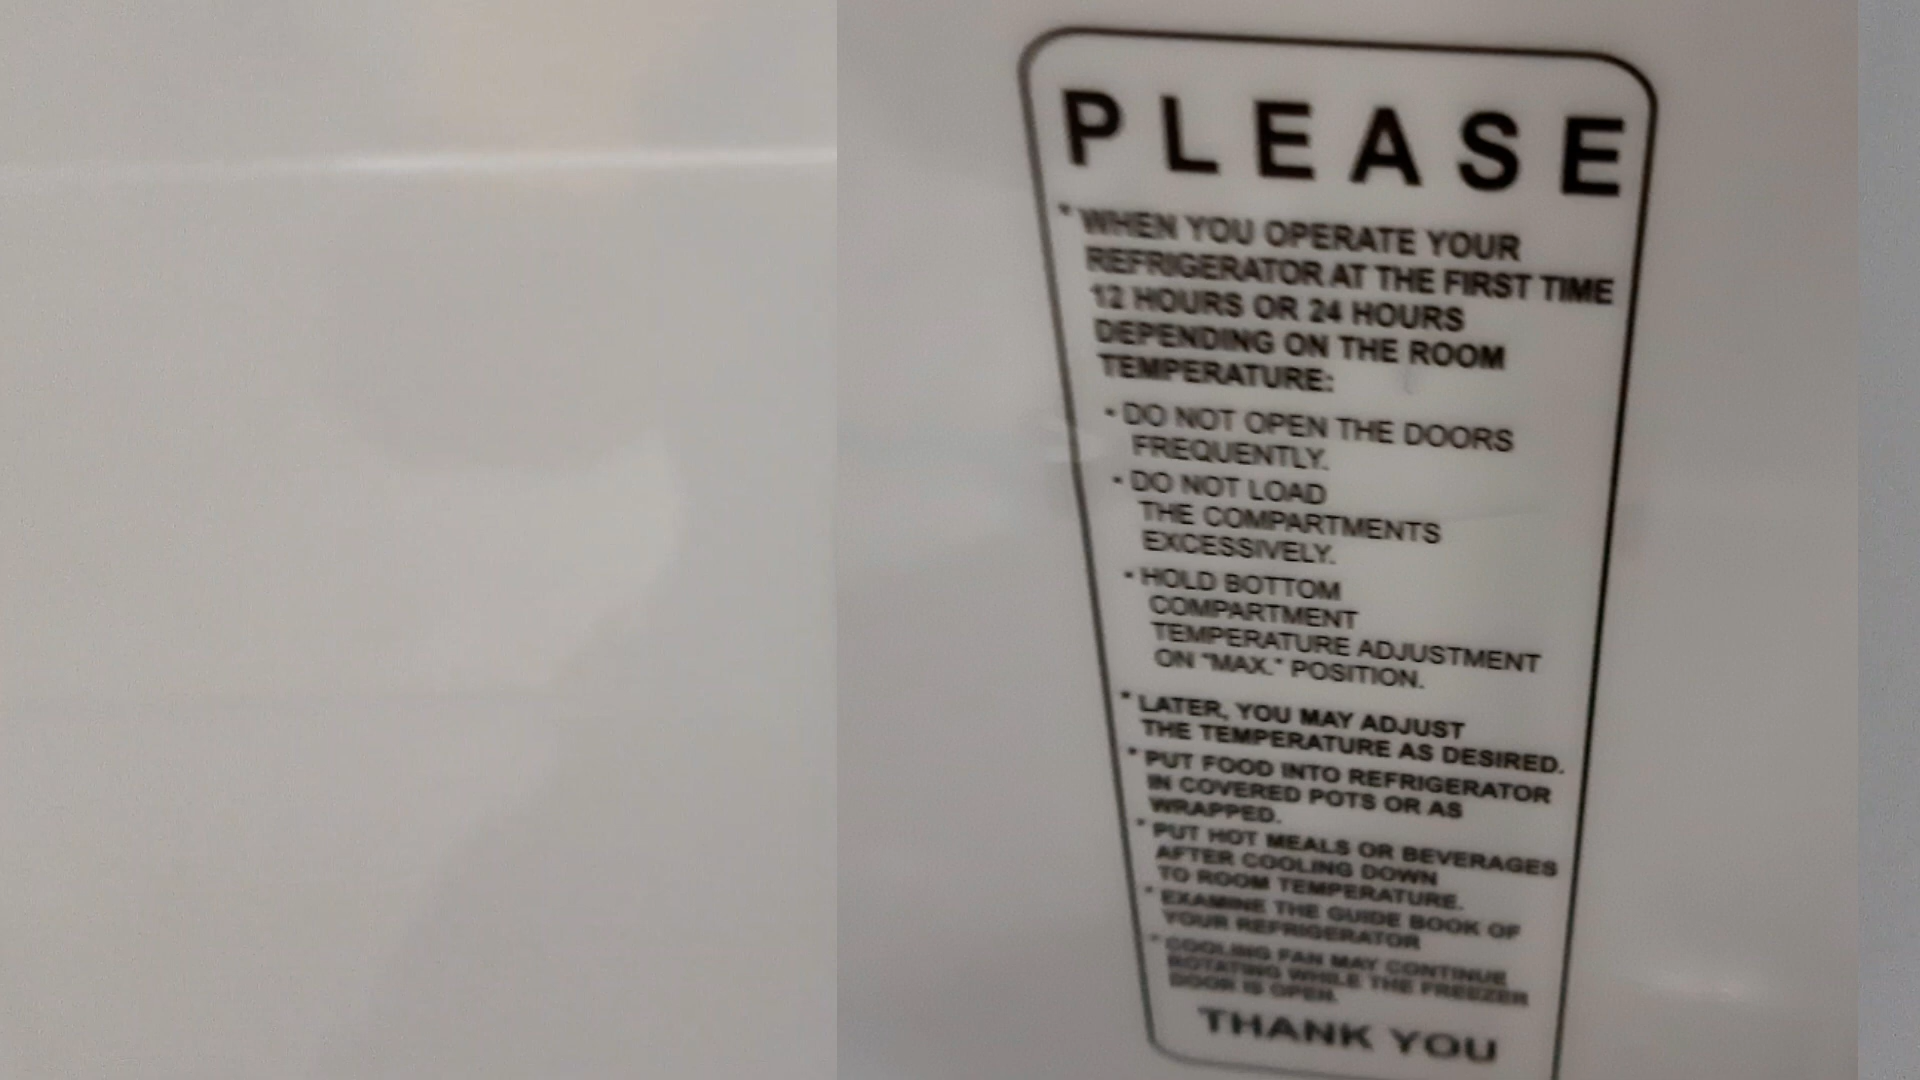 PLEASE
* WHEN YOU OPERATE YOUR
REFRIGERATOR AT THE FIRST TIME
12 HOURS OR 24 HOURS
DEPENDING ON THE ROOM
TEMPERATURE:
• DO NOT OPEN THE DOORS
FREQUENTLY.
• DO NOT LOAD
THE COMPARTMENTS
EXCESSIVELY.
• HOLD BOTTOM
COMPARTMENT
TEMPERATURE ADJUSTMENT
ON "MAX." POSITION.
* LATER, YOU MAY ADJUST
THE TEMPERATURE AS DESIRED.
* PUT FOOD INTO REFRIGERATOR
IN COVERED POTS OR AS
WRAPPED.
* PUT HOT MEALS OR BEVERAGES
AFTER COOLING DOWN
TO ROOM TEMPERATURE.
* EXAMINE THE GUIDE BOOK OF
YOUR REFRIGERATOR
* COOLING FAN MAY CONTINUE
ROTATING WHILE THE FREEZER
DOOR IS OPEN.
THANK YOU